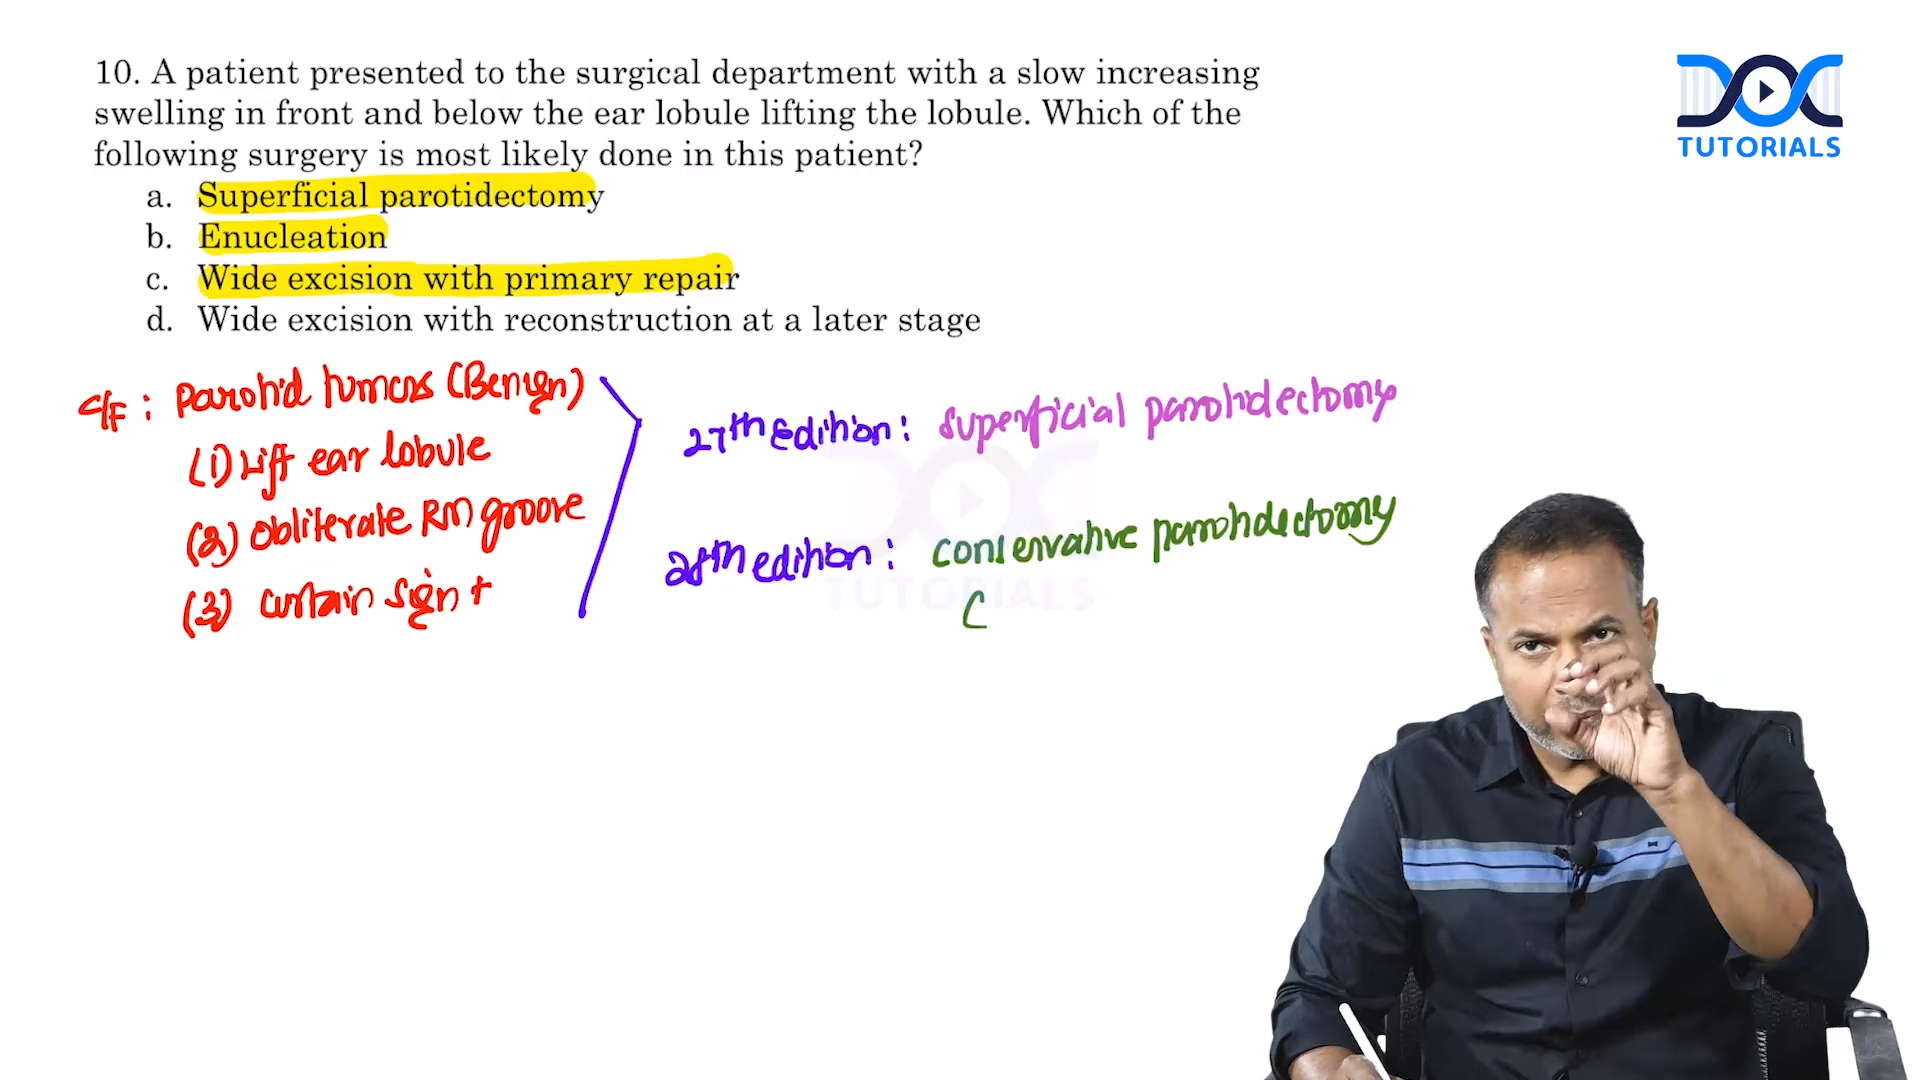 10. A patient presented to the surgical department with a slow increasing
swelling in front and below the ear lobule lifting the lobule. Which of the
following surgery is most likely done in this patient?
a. Superficial parotidectomy
b. Enucleation
c. Wide excision with primary repair
d. Wide excision with reconstruction at a later stage
C/F : Parotid tumors (Benign)
(1) Lift ear lobule
(2) Obliterate RM groove
(3) curtain sign +
27th edition : superficial parotidectomy
28th edition : conservative parotidectomy
C
DOC
TUTORIALS
TUTORIALS